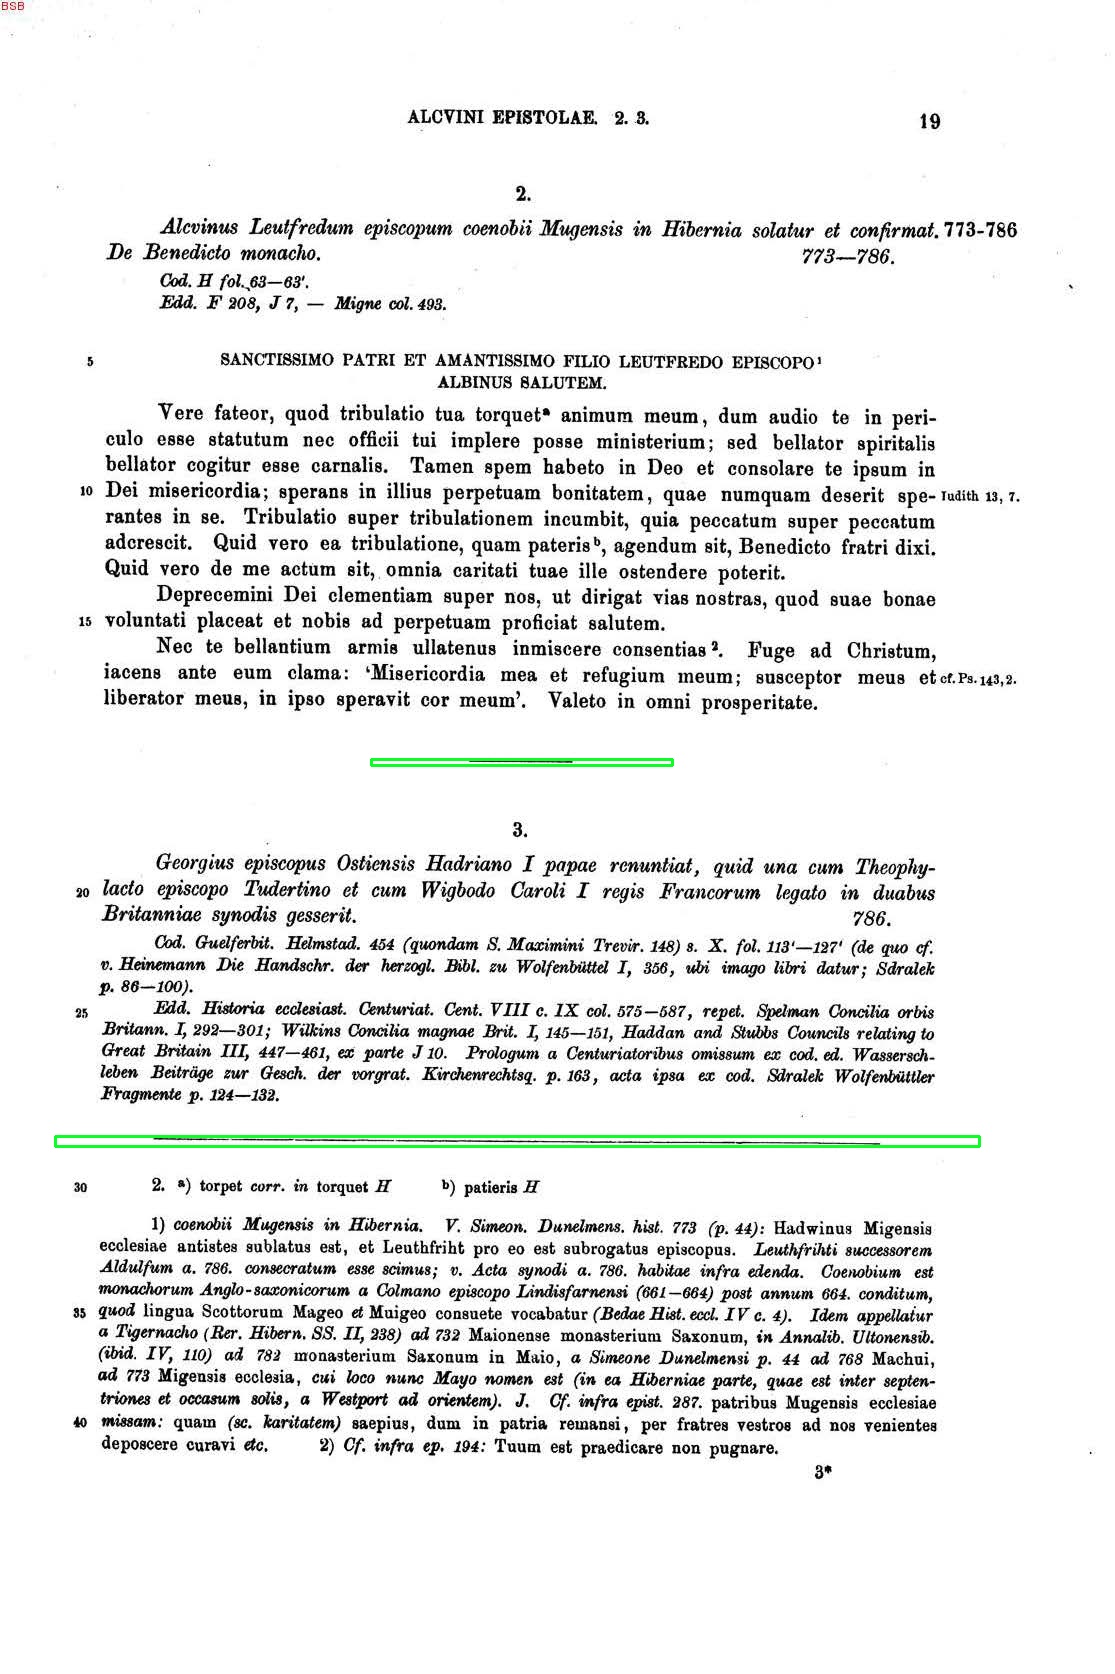 BSB
ALCVINI EPISTOLAE. 2. 3.
19
2.
Alcvinus Leutfredum episcopum coenobii Mugensis in Hibernia solatur et confirmat. 773-786
De Benedicto monacho. 773—786.
Cod. H fol. 63—63'.
Edd. F 208, J 7, — Migne col. 493.
5 SANCTISSIMO PATRI ET AMANTISSIMO FILIO LEUTFREDO EPISCOPO¹
ALBINUS SALUTEM.
Vere fateor, quod tribulatio tua torquetᵃ animum meum, dum audio te in peri-
culo esse statutum nec officii tui implere posse ministerium; sed bellator spiritalis
bellator cogitur esse carnalis. Tamen spem habeto in Deo et consolare te ipsum in
10 Dei misericordia; sperans in illius perpetuam bonitatem, quae numquam deserit spe- Iudith 13, 7.
rantes in se. Tribulatio super tribulationem incumbit, quia peccatum super peccatum
adcrescit. Quid vero ea tribulatione, quam paterisᵇ, agendum sit, Benedicto fratri dixi.
Quid vero de me actum sit, omnia caritati tuae ille ostendere poterit.
Deprecemini Dei clementiam super nos, ut dirigat vias nostras, quod suae bonae
15 voluntati placeat et nobis ad perpetuam proficiat salutem.
Nec te bellantium armis ullatenus inmiscere consentias². Fuge ad Christum,
iacens ante eum clama: ‘Misericordia mea et refugium meum; susceptor meus et cf. Ps. 143, 2.
liberator meus, in ipso speravit cor meum’. Valeto in omni prosperitate.
3.
Georgius episcopus Ostiensis Hadriano I papae renuntiat, quid una cum Theophy-
20 lacto episcopo Tudertino et cum Wigbodo Caroli I regis Francorum legato in duabus
Britanniae synodis gesserit. 786.
Cod. Guelferbit. Helmstad. 454 (quondam S. Maximini Trevir. 148) s. X. fol. 113'—127' (de quo cf.
v. Heinemann Die Handschr. der herzogl. Bibl. zu Wolfenbüttel I, 356, ubi imago libri datur; Sdralek
p. 86—100).
25 Edd. Historia ecclesiast. Centuriat. Cent. VIII c. IX col. 575—587, repet. Spelman Concilia orbis
Britann. I, 292—301; Wilkins Concilia magnae Brit. I, 145—151, Haddan and Stubbs Councils relating to
Great Britain III, 447—461, ex parte J 10. Prologum a Centuriatoribus omissum ex cod. ed. Wassersch-
leben Beiträge zur Gesch. der vorgrat. Kirchenrechtsq. p. 163, acta ipsa ex cod. Sdralek Wolfenbüttler
Fragmente p. 124—132.
30 2. ᵃ) torpet corr. in torquet H ᵇ) patieris H
1) coenobii Mugensis in Hibernia. V. Simeon. Dunelmens. hist. 773 (p. 44): Hadwinus Migensis
ecclesiae antistes sublatus est, et Leuthfriht pro eo est subrogatus episcopus. Leuthfrihti successorem
Aldulfum a. 786. consecratum esse scimus; v. Acta synodi a. 786. habitae infra edenda. Coenobium est
monachorum Anglo-saxonicorum a Colmano episcopo Lindisfarnensi (661—664) post annum 664. conditum,
35 quod lingua Scottorum Mageo et Muigeo consuete vocabatur (Bedae Hist. eccl. IV c. 4). Idem appellatur
a Tigernacho (Rer. Hibern. SS. II, 238) ad 732 Maionense monasterium Saxonum, in Annalib. Ultonensib.
(ibid. IV, 110) ad 782 monasterium Saxonum in Maio, a Simeone Dunelmensi p. 44 ad 768 Machui,
ad 773 Migensis ecclesia, cui loco nunc Mayo nomen est (in ea Hiberniae parte, quae est inter septen-
triones et occasum solis, a Westport ad orientem). J. Cf. infra epist. 287. patribus Mugensis ecclesiae
40 missam: quam (sc. karitatem) saepius, dum in patria remansi, per fratres vestros ad nos venientes
deposcere curavi etc. 2) Cf. infra ep. 194: Tuum est praedicare non pugnare.
3*